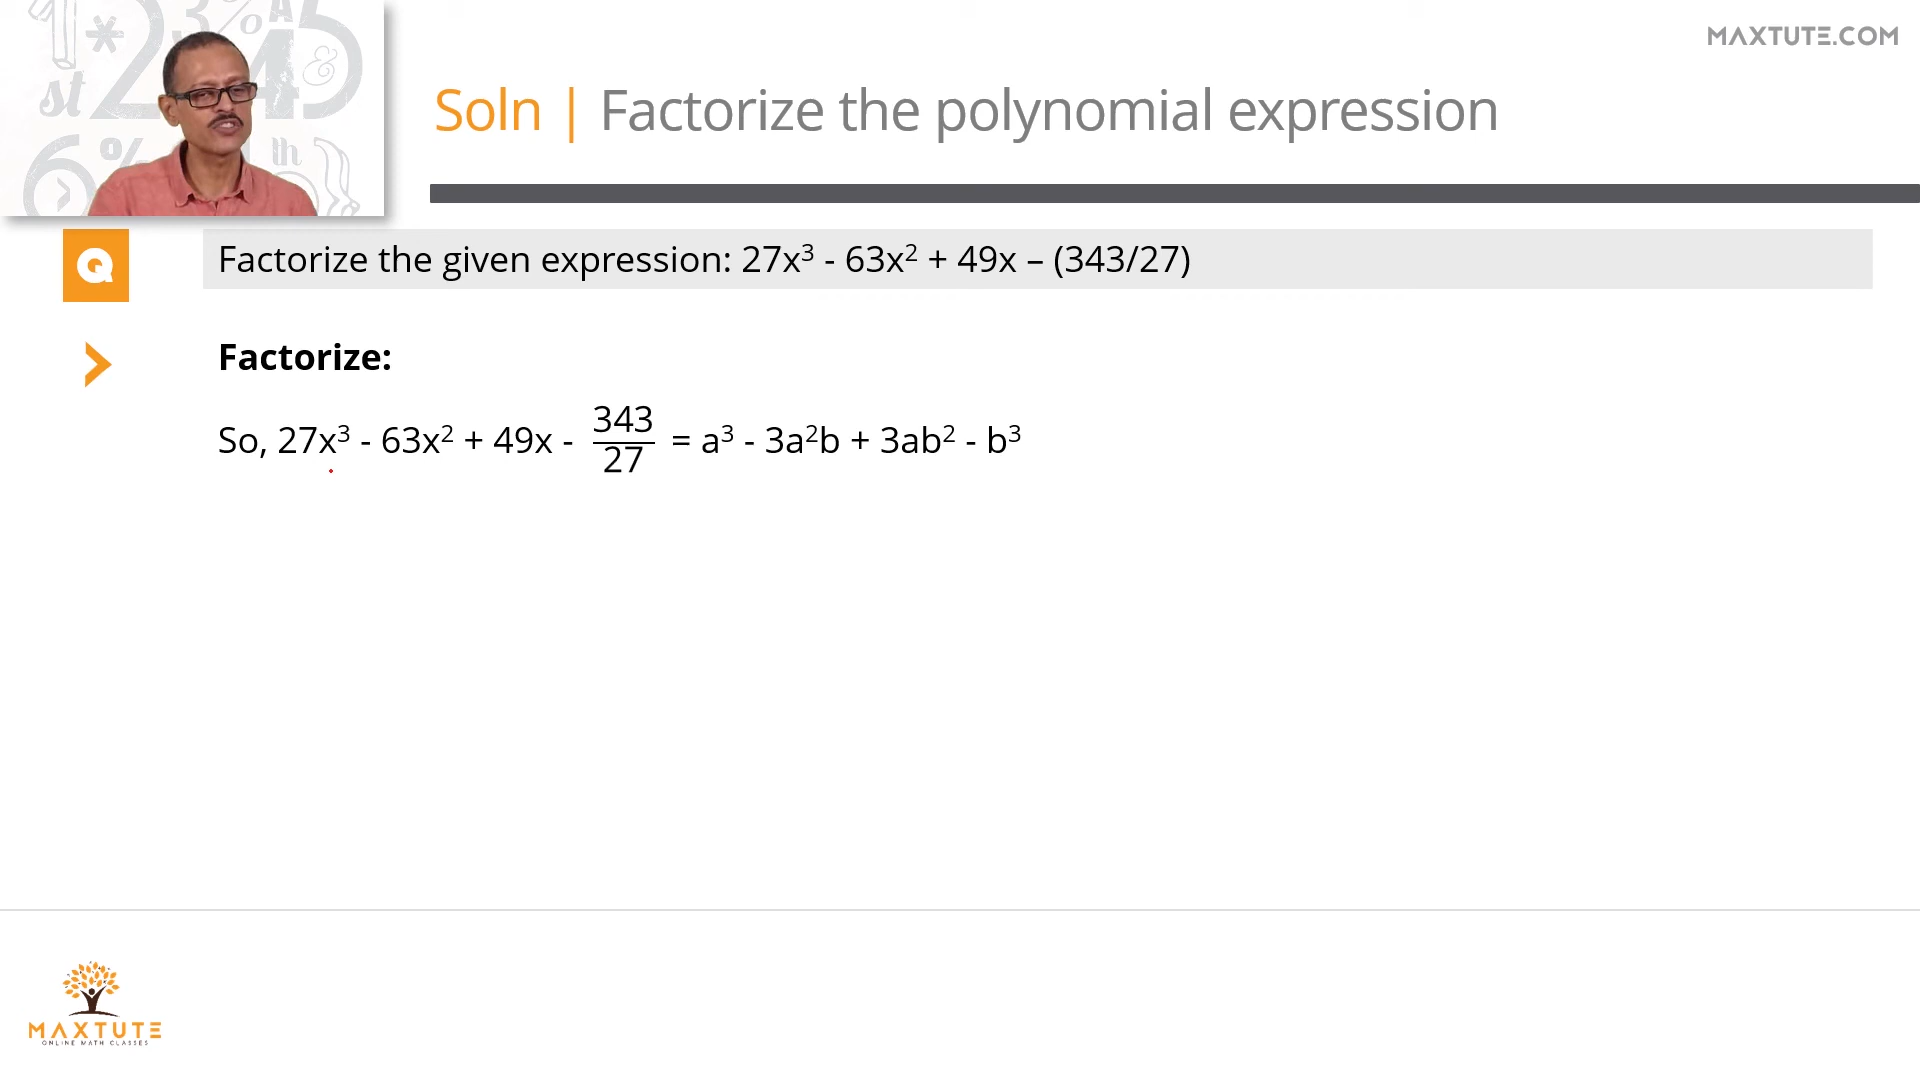 MAXTUTE.COM
Soln | Factorize the polynomial expression
Q
Factorize the given expression: 27x³ - 63x² + 49x – (343/27)
Factorize:
So, 27x³ - 63x² + 49x - 343/27 = a³ - 3a²b + 3ab² - b³
MAXTUTE
ONLINE MATH CLASSES